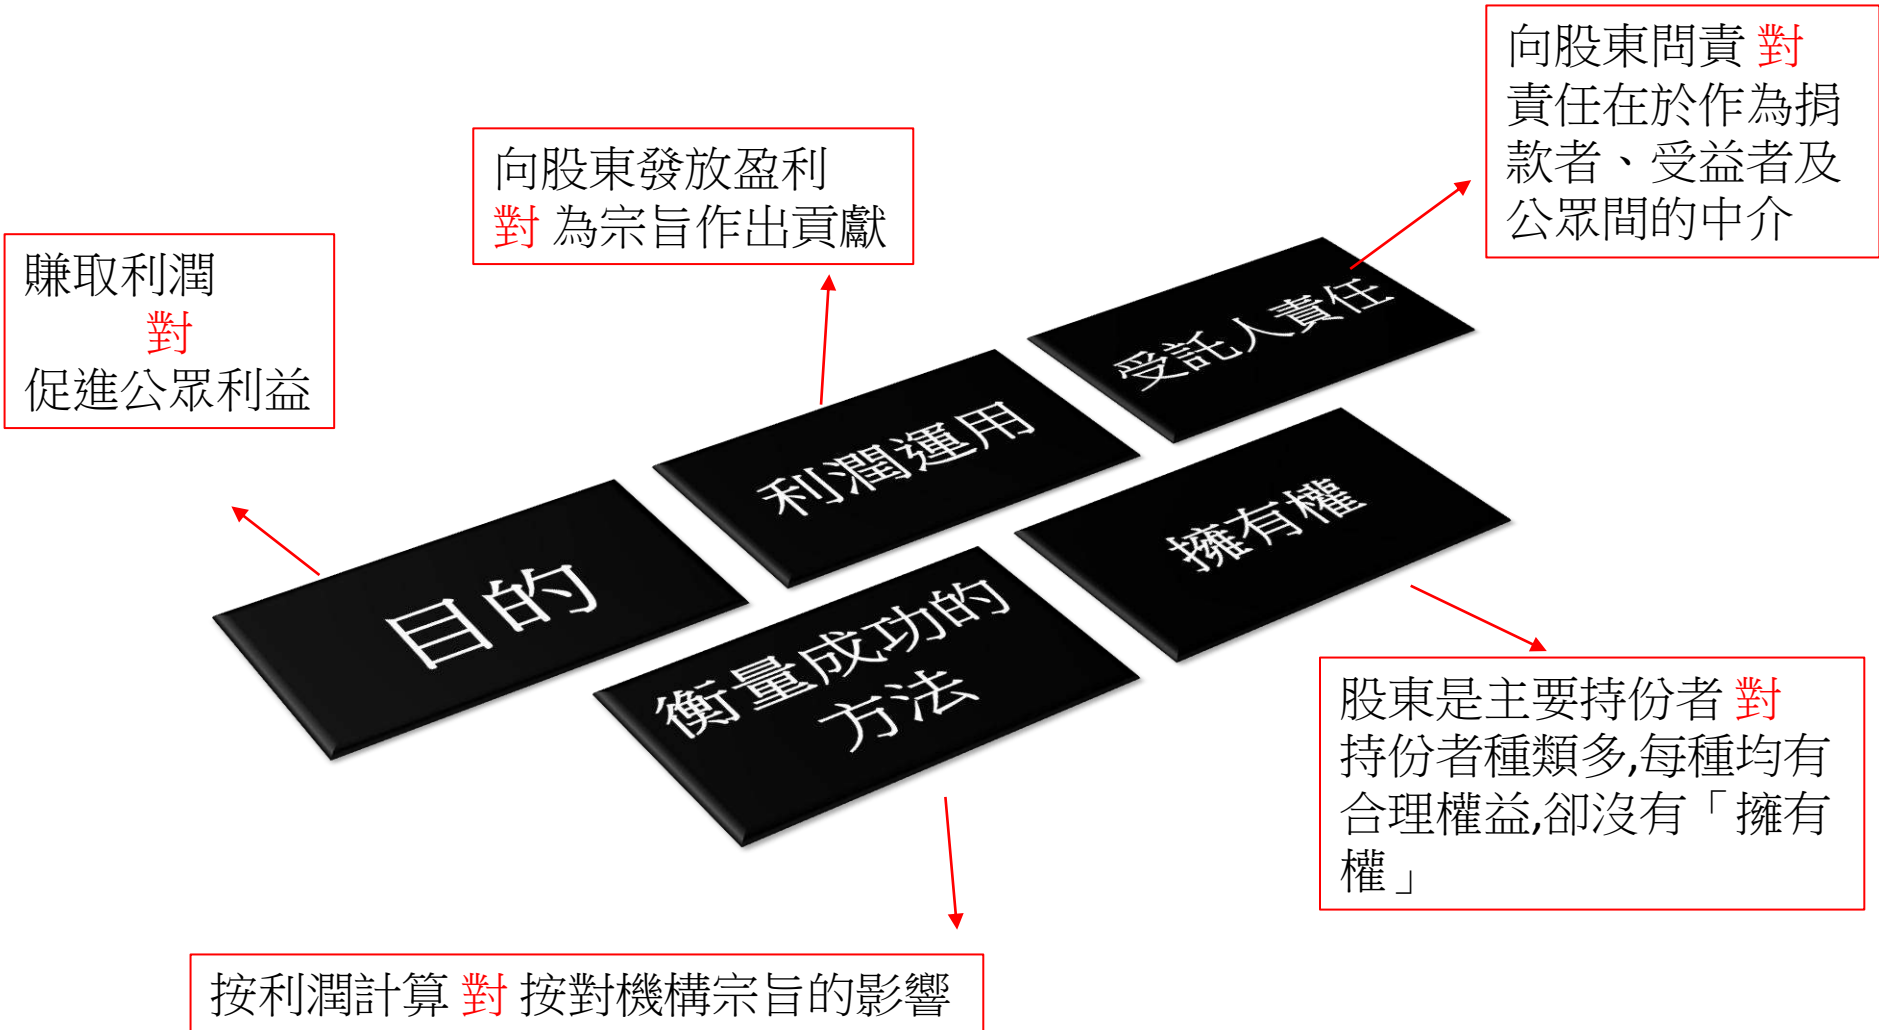 向股東問責 對
責任在於作為捐
款者、受益者及
公眾間的中介
向股東發放盈利
對 為宗旨作出貢獻
賺取利潤
對
促進公眾利益
受託人責任
利潤運用
擁有權
目的
衡量成功的
方法
股東是主要持份者 對
持份者種類多,每種均有
合理權益,卻沒有「擁有
權」
按利潤計算 對 按對機構宗旨的影響